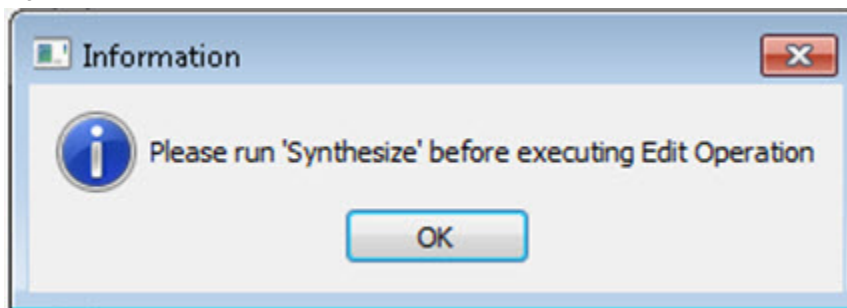 Information
Please run 'Synthesize' before executing Edit Operation
OK